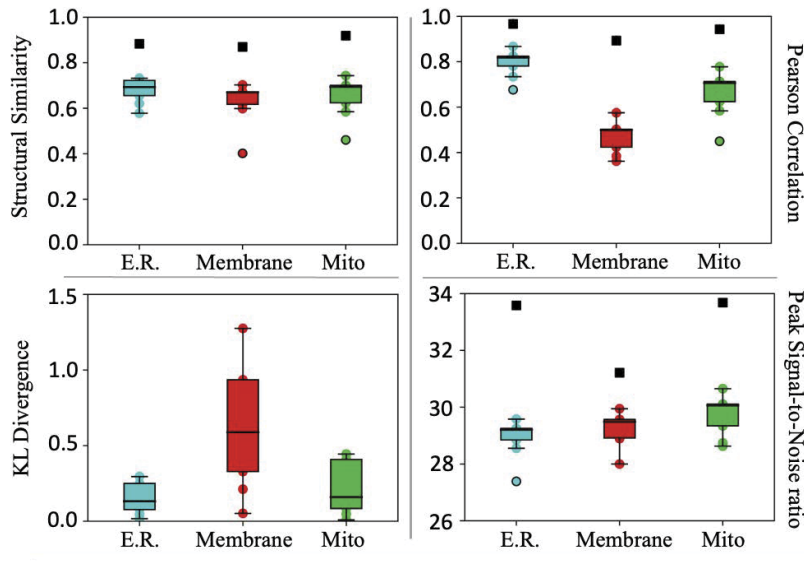 Structural Similarity
1.0
0.8
0.6
0.4
0.2
0.0
E.R. Membrane Mito
Pearson Correlation
1.0
0.8
0.6
0.4
0.2
0.0
E.R. Membrane Mito
KL Divergence
1.5
1.0
0.5
0.0
E.R. Membrane Mito
Peak Signal-to-Noise ratio
34
32
30
28
26
E.R. Membrane Mito